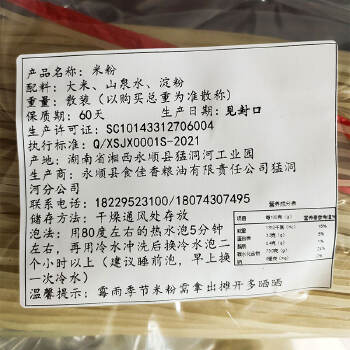 产品名称：米粉
配料：大米、山泉水、淀粉
重量：散装（以购买总重为准散称）
保质期：60天 生产日期：见封口
生产许可证：SC10143312706004
执行标准：Q/XSJX0001S-2021
产地：湖南省湘西永顺县猛洞河工业园
生产商：永顺县食佳香粮油有限责任公司猛洞
河分公司
联系电话：18229523100/18074307495
储存方法：干燥通风处存放
泡法：用80度左右的热水泡5分钟
左右，再用冷水冲洗后换冷水泡二
个小时以上（建议睡前泡，早上换
一次冷水）
温馨提示：霉雨季节米粉需拿出摊开多晒晒
营养成分表